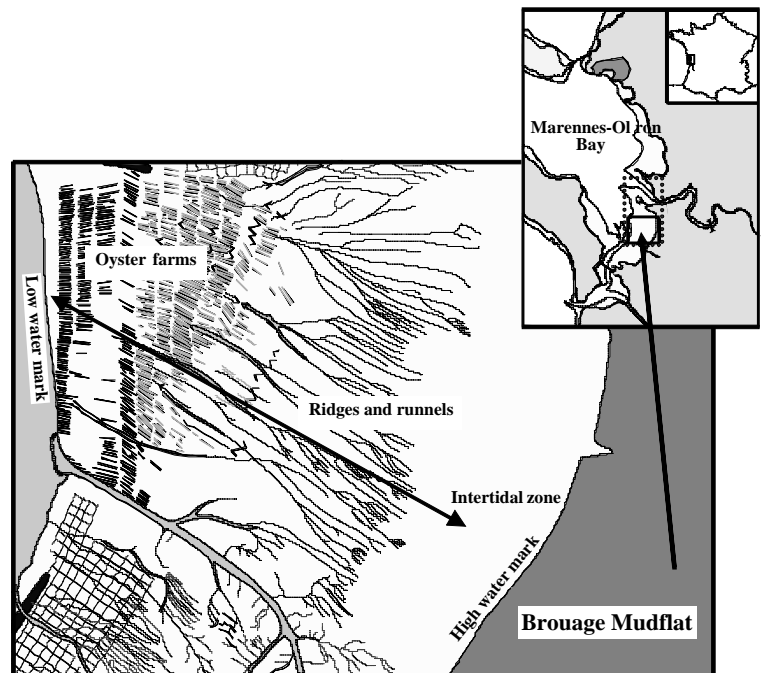 Marennes-Ol ron
Bay
Oyster farms
Low water mark
Ridges and runnels
Intertidal zone
High water mark
Brouage Mudflat